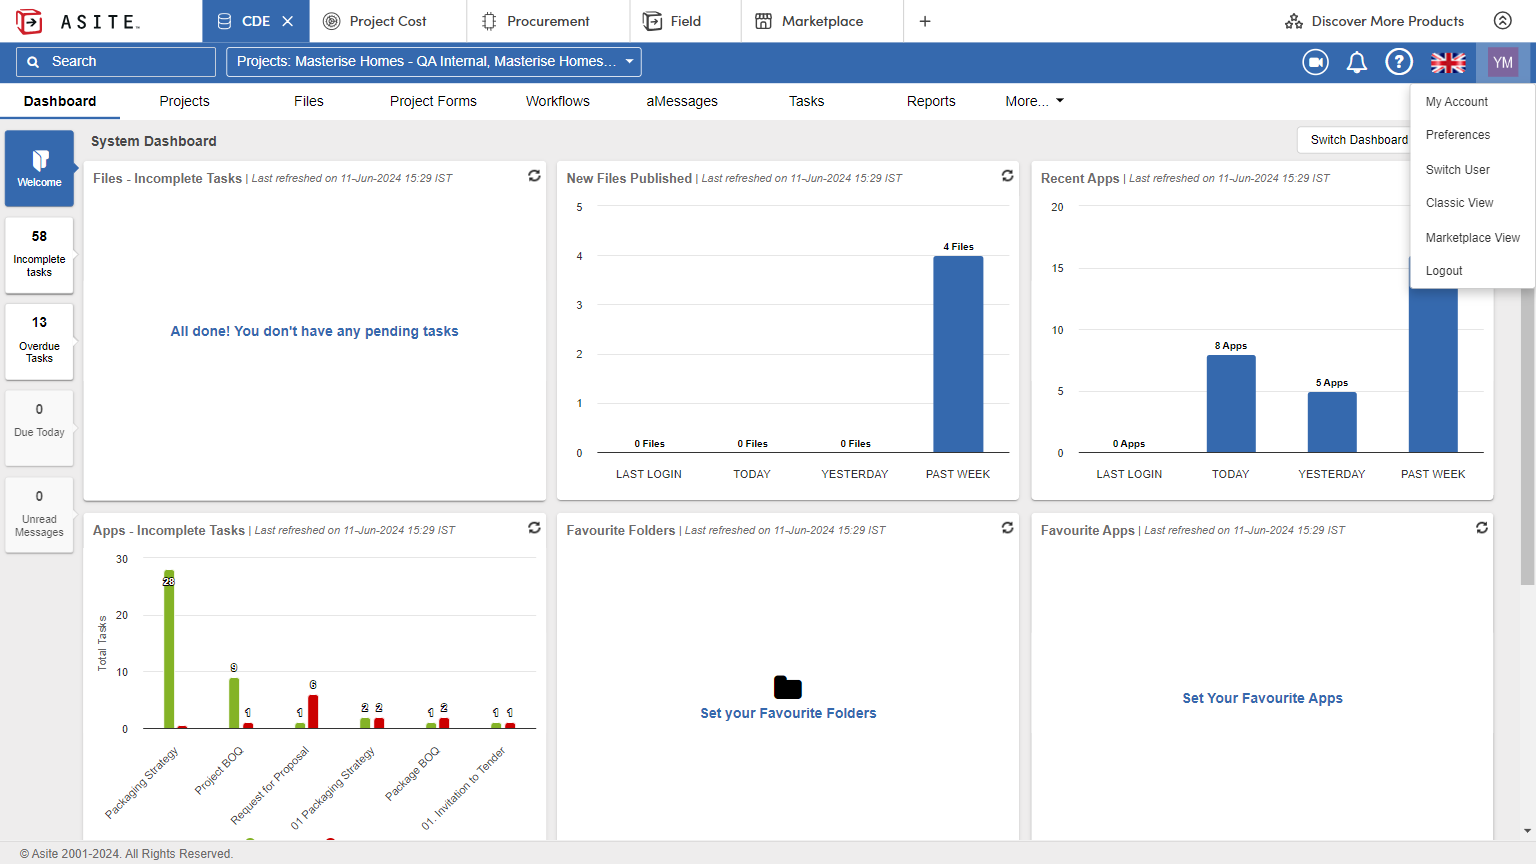 ASITE
CDE
Project Cost
Procurement
Field
Marketplace
+
Discover More Products
Search
Projects: Masterise Homes - QA Internal, Masterise Homes...
YM
Dashboard
Projects
Files
Project Forms
Workflows
aMessages
Tasks
Reports
More...
My Account
Preferences
Switch User
Classic View
Marketplace View
Logout
System Dashboard
Switch Dashboard
Welcome
58
Incomplete
tasks
13
Overdue
Tasks
0
Due Today
0
Unread
Messages
Files - Incomplete Tasks | Last refreshed on 11-Jun-2024 15:29 IST
All done! You don't have any pending tasks
New Files Published | Last refreshed on 11-Jun-2024 15:29 IST
5
4
3
2
1
0
0 Files
0 Files
0 Files
4 Files
LAST LOGIN
TODAY
YESTERDAY
PAST WEEK
Recent Apps | Last refreshed on 11-Jun-2024 15:29 IST
20
15
10
5
0
0 Apps
8 Apps
5 Apps
LAST LOGIN
TODAY
YESTERDAY
PAST WEEK
Apps - Incomplete Tasks | Last refreshed on 11-Jun-2024 15:29 IST
Total Tasks
30
20
10
0
28
9
1
1
6
2
2
1
2
1
1
Packaging Strategy
Project BOQ
Request for Proposal
01 Packaging Strategy
Package BOQ
01. Invitation to Tender
Favourite Folders | Last refreshed on 11-Jun-2024 15:29 IST
Set your Favourite Folders
Favourite Apps | Last refreshed on 11-Jun-2024 15:29 IST
Set Your Favourite Apps
© Asite 2001-2024. All Rights Reserved.